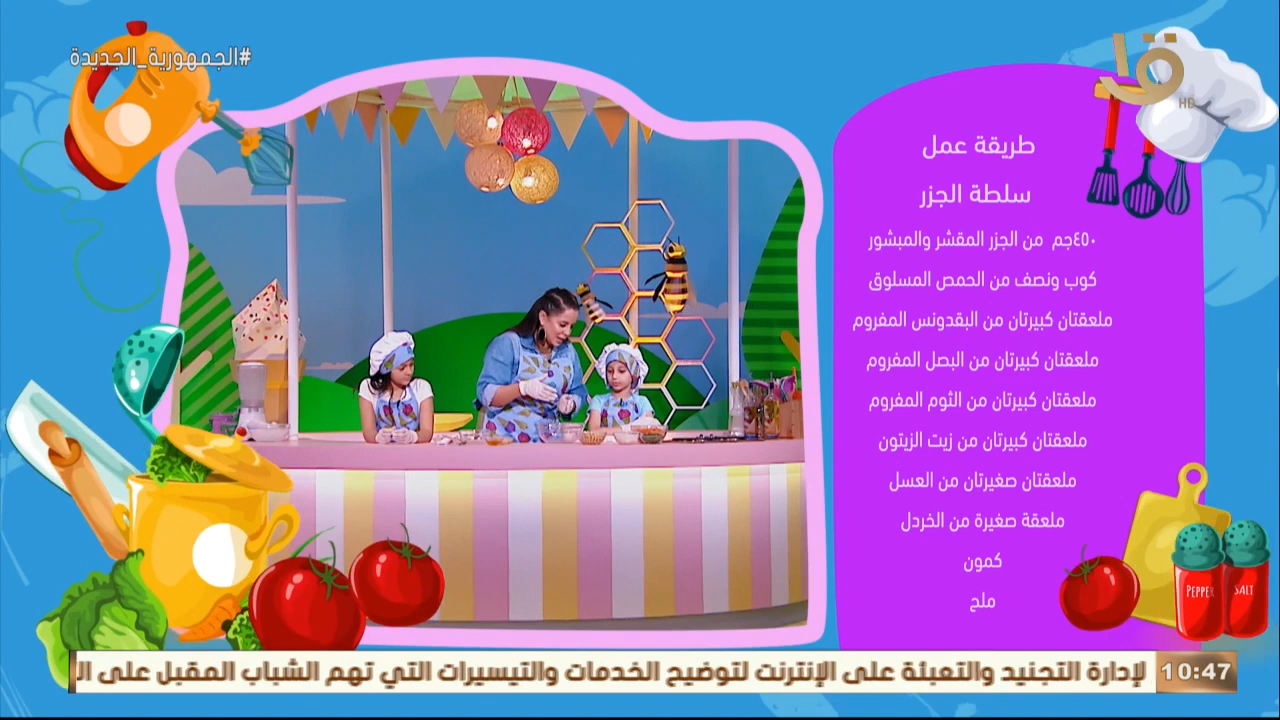 #الجمهورية_الجديدة
HD
طريقة عمل
سلطة الجزر
٤٥٠جم من الجزر المقشر والمبشور
كوب ونصف من الحمص المسلوق
ملعقتان كبيرتان من البقدونس المفروم
ملعقتان كبيرتان من البصل المفروم
ملعقتان كبيرتان من الثوم المفروم
ملعقتان كبيرتان من زيت الزيتون
ملعقتان صغيرتان من العسل
ملعقة صغيرة من الخردل
كمون
ملح
PEPPER
SALT
10:47
لإدارة التجنيد والتعبئة على الإنترنت لتوضيح الخدمات والتيسيرات التي تهم الشباب المقبل على ال